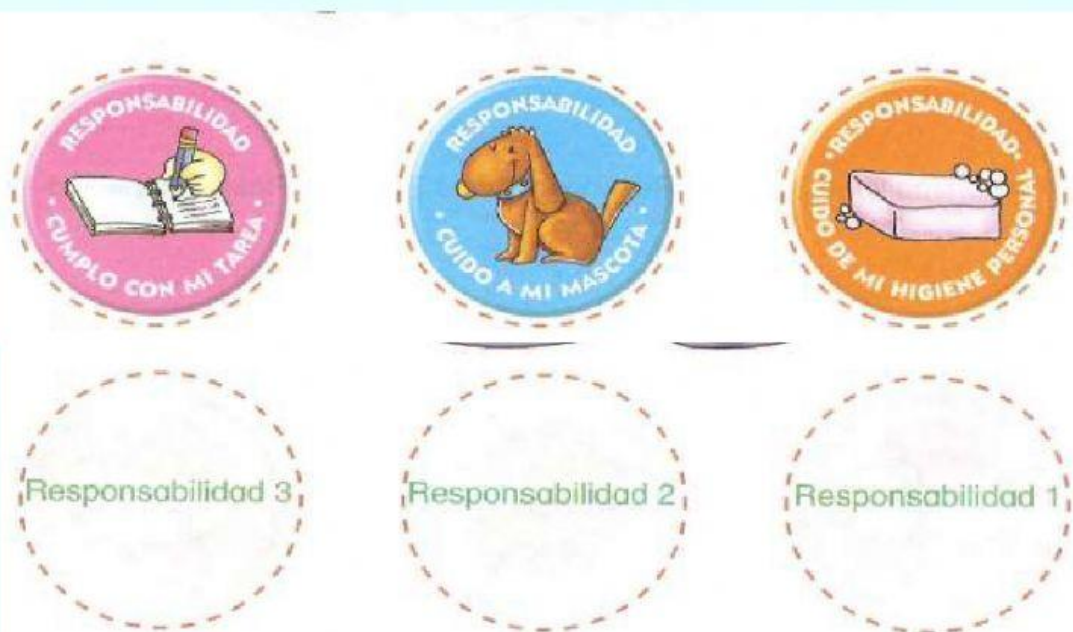 RESPONSABILIDAD
· CUMPLO CON MI TAREA ·
RESPONSABILIDAD
· CUIDO A MI MASCOTA ·
· RESPONSABILIDAD ·
CUIDO DE MI HIGIENE PERSONAL
Responsabilidad 3
Responsabilidad 2
Responsabilidad 1